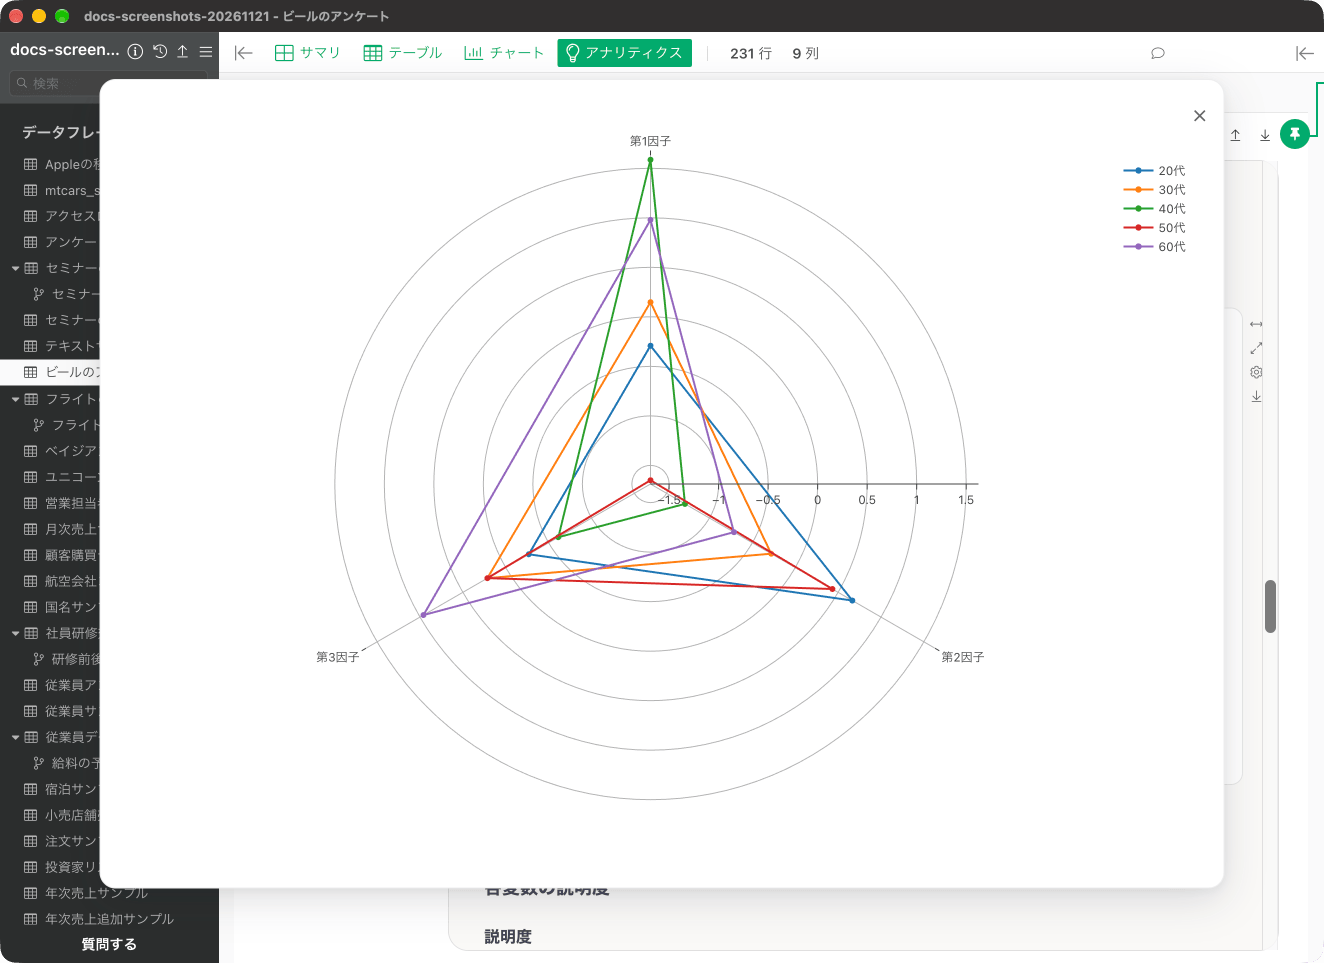 docs-screenshots-20261121 - ビールのアンケート
docs-screen...
サマリ
テーブル
チャート
アナリティクス
231 行
9 列
検索
データフレー
Appleの
mtcars_s
アクセス
アンケー
セミナー
セミナー
セミナー
テキスト
ビールの
フライト
フライト
ベイジア
ユニコー
営業担当
月次売上
顧客購買
航空会社
国名サン
社員研修
研修前後
従業員ア
従業員サ
従業員デ
給料の予
宿泊サン
小売店舗
注文サン
投資家リ
年次売上サンプル
年次売上追加サンプル
質問する
第1因子
20代
30代
40代
50代
60代
−1.5
−1
−0.5
0
0.5
1
1.5
第3因子
第2因子
各変数の説明度
説明度